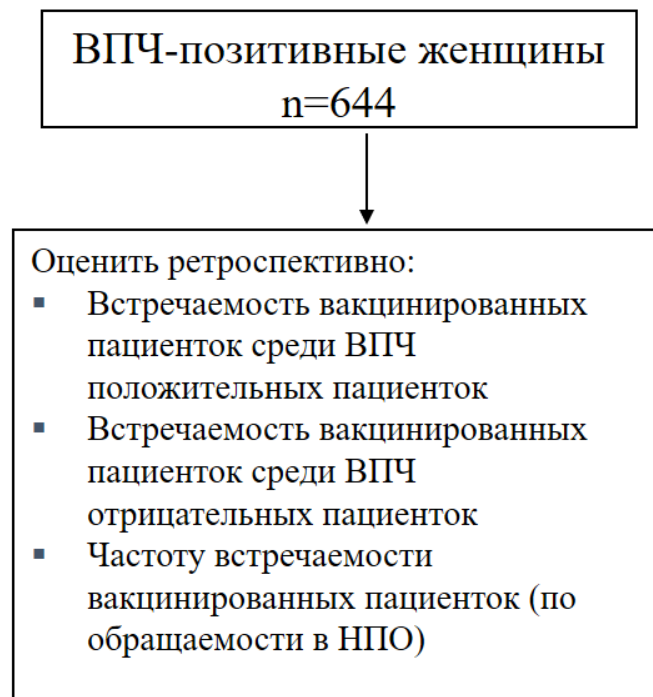 ВПЧ-позитивные женщины
n=644
Оценить ретроспективно:
▪ Встречаемость вакцинированных
пациенток среди ВПЧ
положительных пациенток
▪ Встречаемость вакцинированных
пациенток среди ВПЧ
отрицательных пациенток
▪ Частоту встречаемости
вакцинированных пациенток (по
обращаемости в НПО)